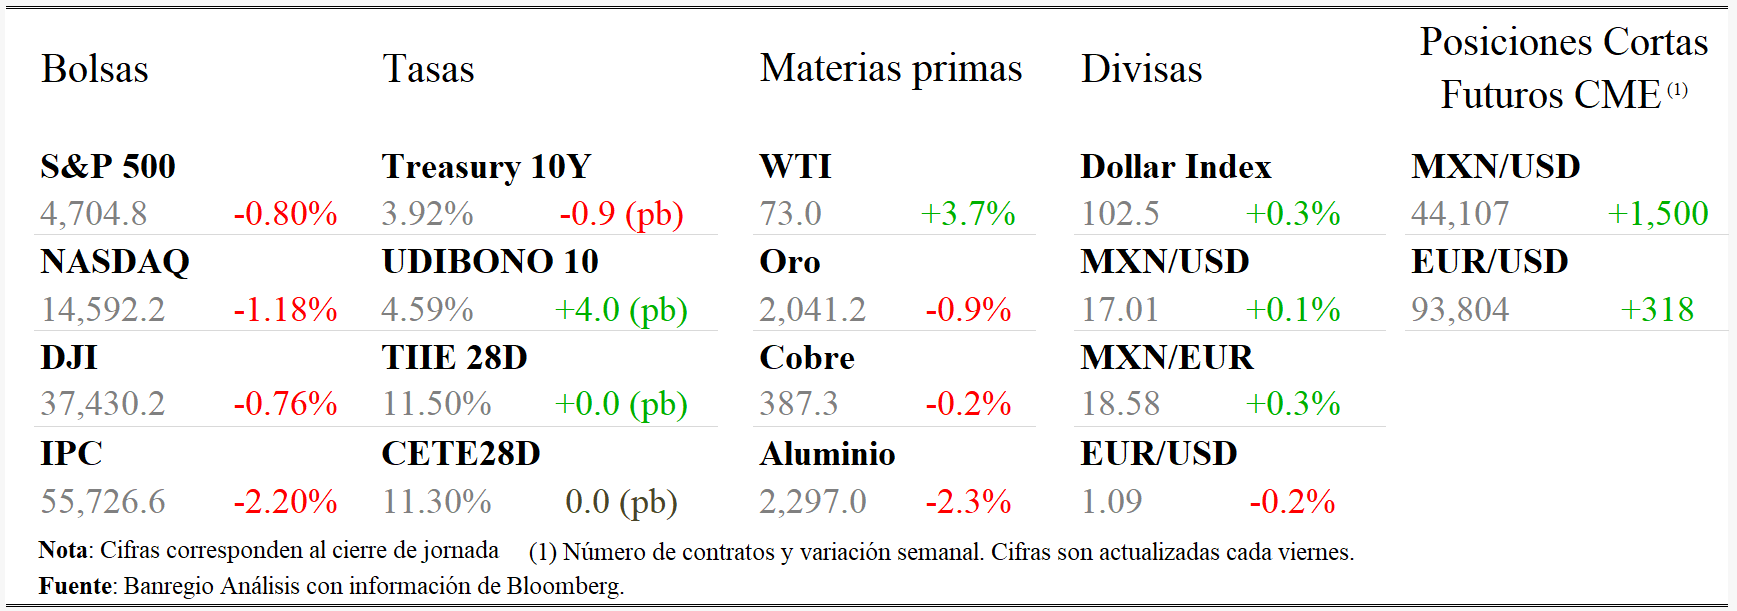 Bolsas Tasas Materias primas Divisas Posiciones Cortas
Futuros CME (1)
S&P 500 Treasury 10Y WTI Dollar Index MXN/USD
4,704.8 -0.80% 3.92% -0.9 (pb) 73.0 +3.7% 102.5 +0.3% 44,107 +1,500
NASDAQ UDIBONO 10 Oro MXN/USD EUR/USD
14,592.2 -1.18% 4.59% +4.0 (pb) 2,041.2 -0.9% 17.01 +0.1% 93,804 +318
DJI TIIE 28D Cobre MXN/EUR
37,430.2 -0.76% 11.50% +0.0 (pb) 387.3 -0.2% 18.58 +0.3%
IPC CETE28D Aluminio EUR/USD
55,726.6 -2.20% 11.30% 0.0 (pb) 2,297.0 -2.3% 1.09 -0.2%
Nota: Cifras corresponden al cierre de jornada (1) Número de contratos y variación semanal. Cifras son actualizadas cada viernes.
Fuente: Banregio Análisis con información de Bloomberg.